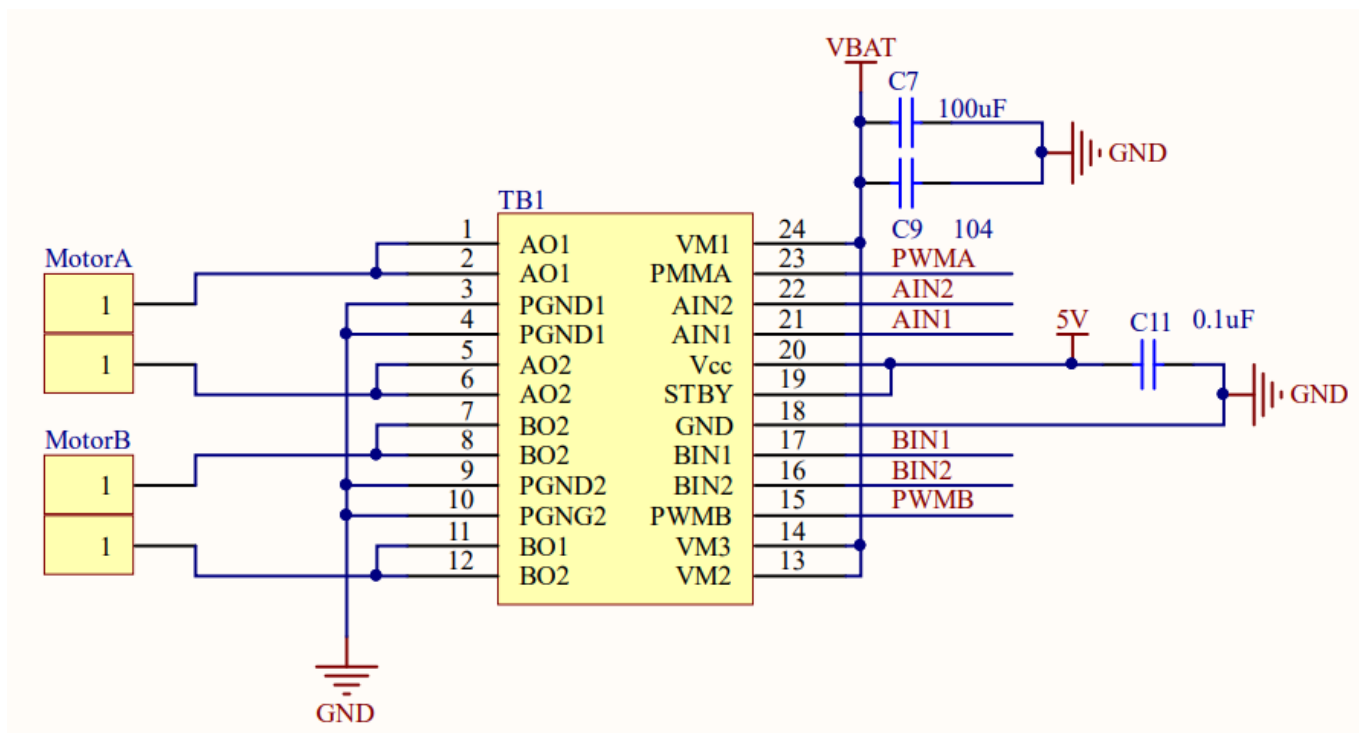 VBAT
C7
100uF
GND
C9 104
TB1
MotorA
1
1
MotorB
1
1
1 AO1 VM1 24
2 AO1 PMMA 23 PWMA
3 PGND1 AIN2 22 AIN2
4 PGND1 AIN1 21 AIN1
5 AO2 Vcc 20
6 AO2 STBY 19
7 BO2 GND 18
8 BO2 BIN1 17 BIN1
9 PGND2 BIN2 16 BIN2
10 PGNG2 PWMB 15 PWMB
11 BO1 VM3 14
12 BO2 VM2 13
5V
C11 0.1uF
GND
GND